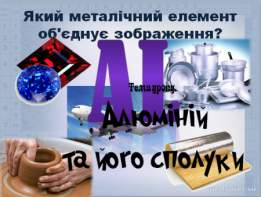 Який металічний елемент
об'єднує зображення?
Al
Тема уроку.
Алюміній
та його сполуки